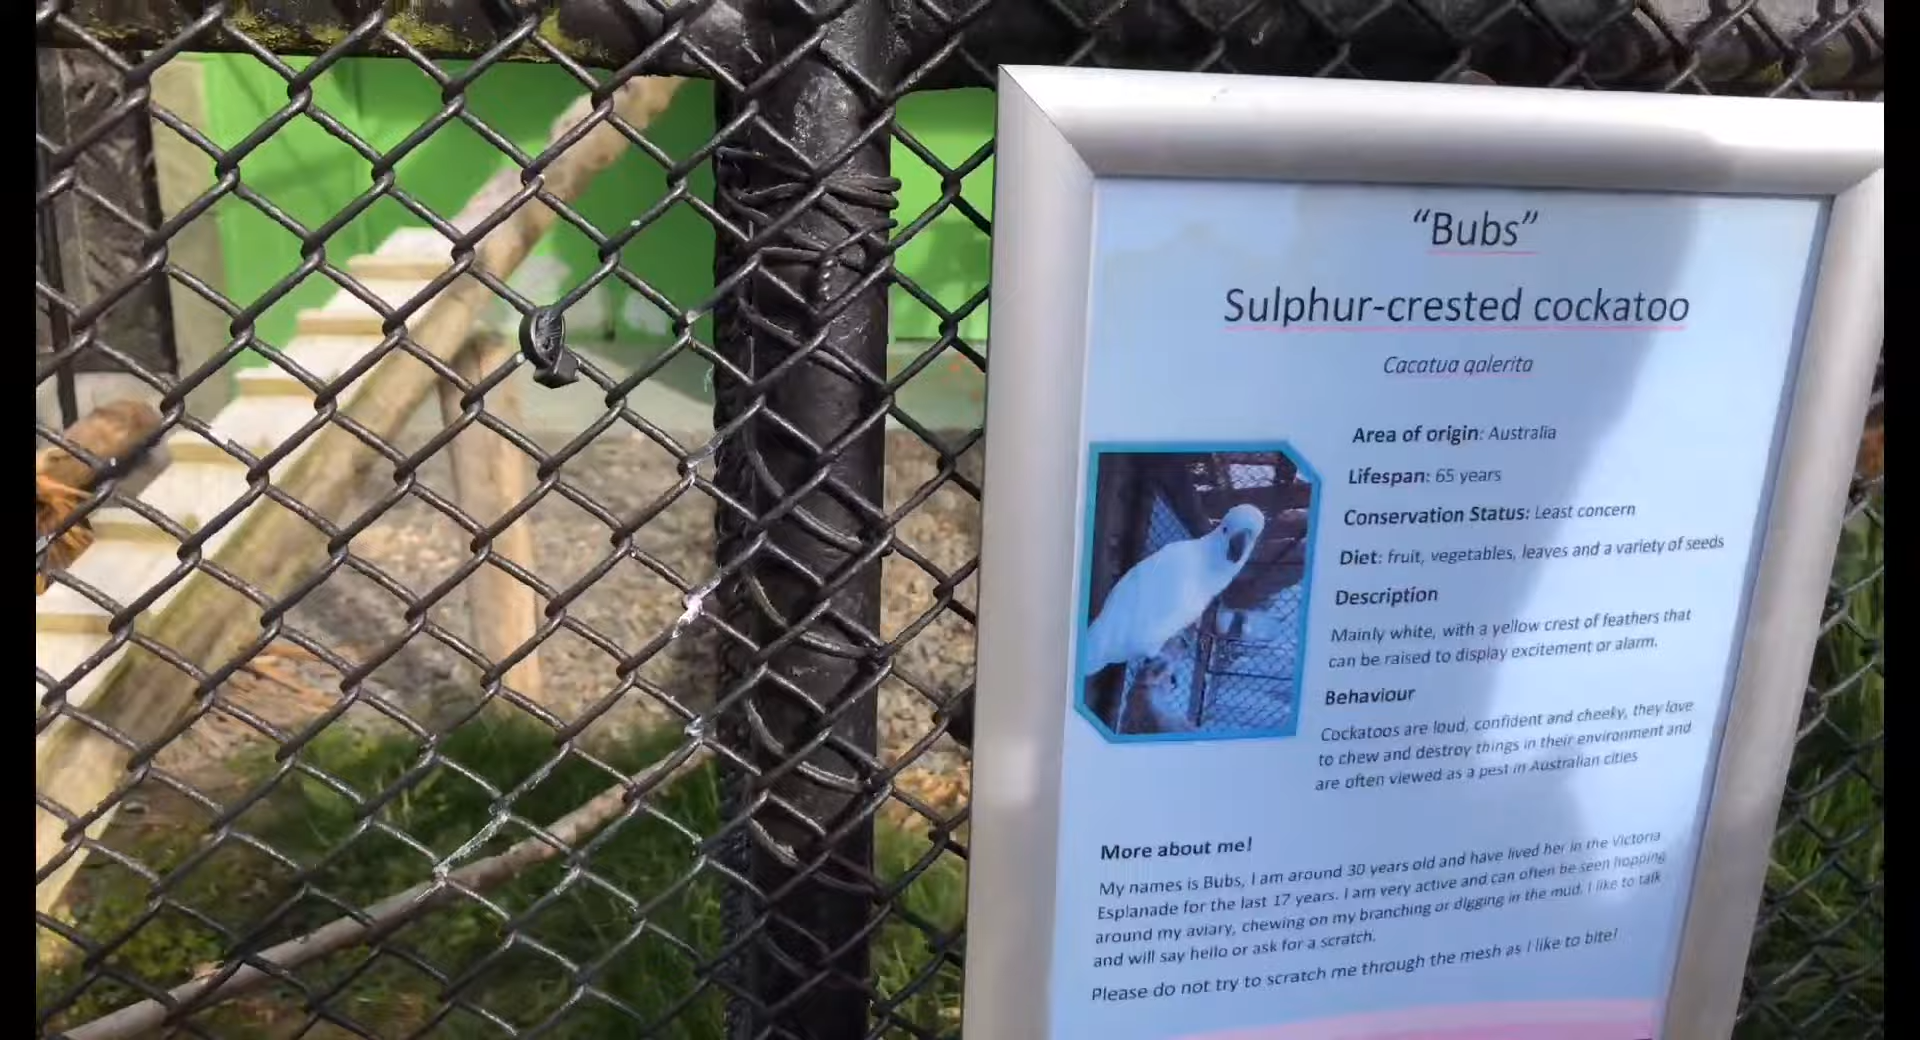 “Bubs”
Sulphur-crested cockatoo
Cacatua galerita
Area of origin: Australia
Lifespan: 65 years
Conservation Status: Least concern
Diet: fruit, vegetables, leaves and a variety of seeds
Description
Mainly white, with a yellow crest of feathers that
can be raised to display excitement or alarm.
Behaviour
Cockatoos are loud, confident and cheeky, they love
to chew and destroy things in their environment and
are often viewed as a pest in Australian cities
More about me!
My names is Bubs, I am around 30 years old and have lived her in the Victoria
Esplanade for the last 17 years. I am very active and can often be seen hopping
around my aviary, chewing on my branching or digging in the mud. I like to talk
and will say hello or ask for a scratch.
Please do not try to scratch me through the mesh as I like to bite!